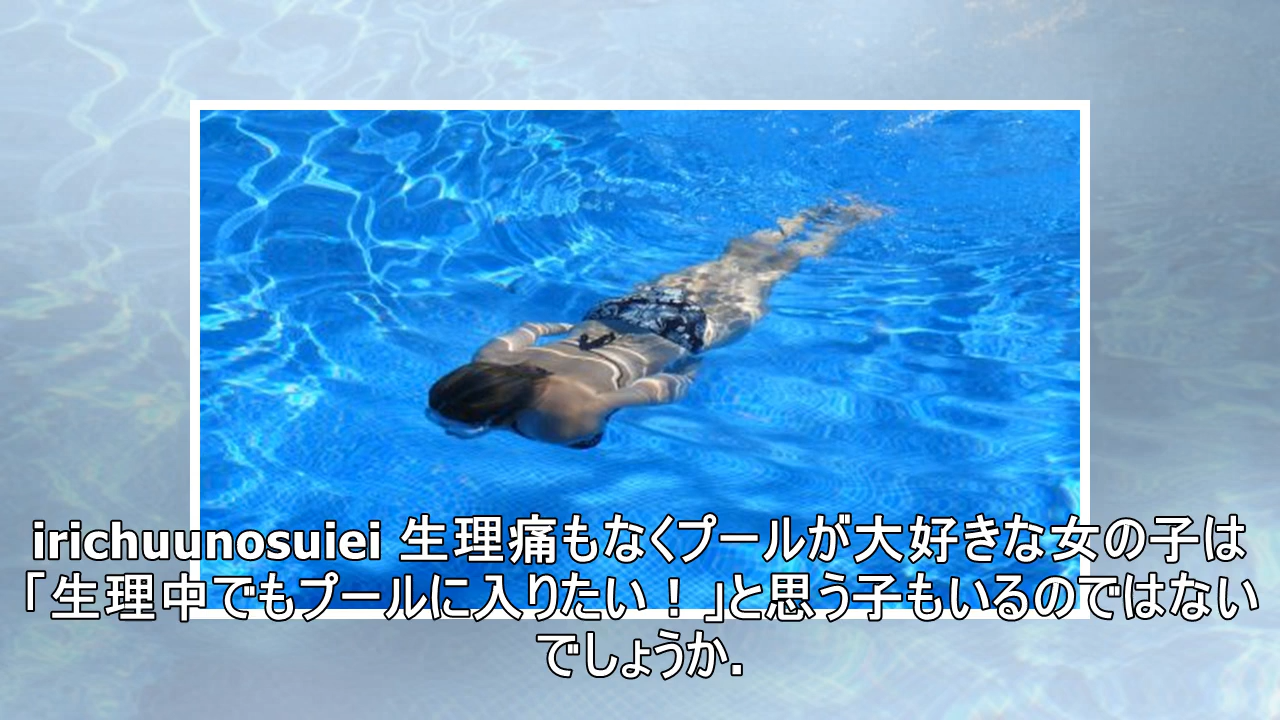 irichuunosuiei 生理痛もなくプールが大好きな女の子は
「生理中でもプールに入りたい！」と思う子もいるのではない
でしょうか.